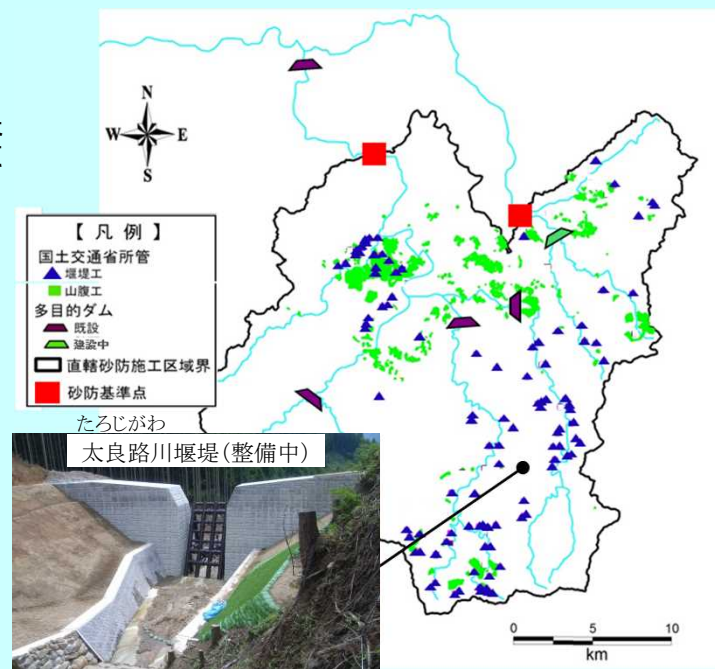 N
W E
S
【 凡 例 】
国土交通省所管
堰堤工
山腹工
多目的ダム
既設
建設中
直轄砂防施工区域界
砂防基準点
たろじがわ
太良路川堰堤(整備中)
0 5 10
km